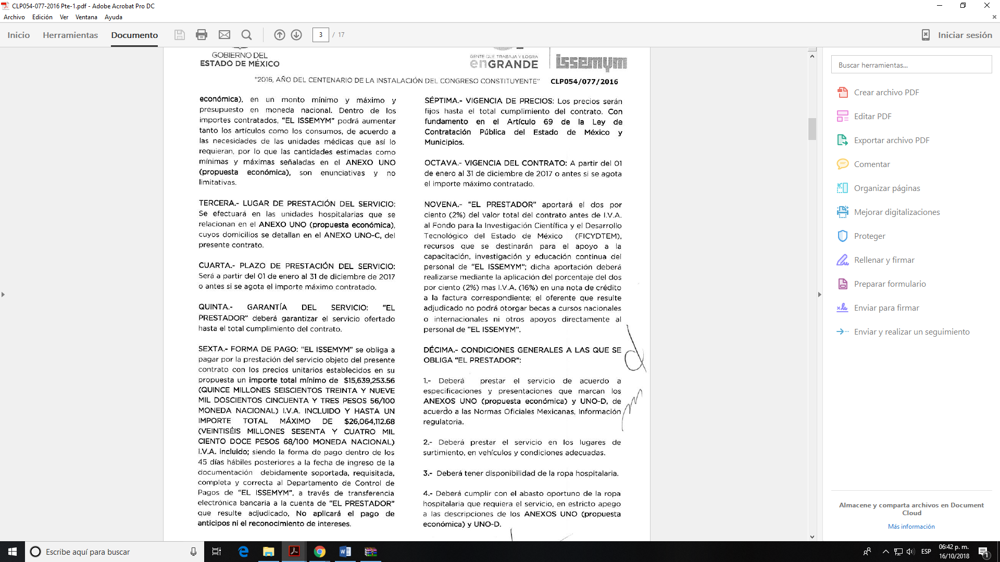 CLP054-077-2016 Pte-1.pdf - Adobe Acrobat Pro DC
Archivo Edición Ver Ventana Ayuda
Inicio Herramientas Documento 3 / 17 Iniciar sesión
GOBIERNO DEL
ESTADO DE MÉXICO
GENTE QUE TRABAJA Y LOGRA
enGRANDE
issemym
"2016, AÑO DEL CENTENARIO DE LA INSTALACIÓN DEL CONGRESO CONSTITUYENTE" CLP054/077/2016
económica), en un monto mínimo y máximo y
presupuesto en moneda nacional. Dentro de los
importes contratados, "EL ISSEMYM" podrá aumentar
tanto los artículos como los consumos, de acuerdo a
las necesidades de las unidades médicas que así lo
requieran, por lo que las cantidades estimadas como
mínimas y máximas señaladas en el ANEXO UNO
(propuesta económica), son enunciativas y no
limitativas.
TERCERA.- LUGAR DE PRESTACIÓN DEL SERVICIO:
Se efectuará en las unidades hospitalarias que se
relacionan en el ANEXO UNO (propuesta económica),
cuyos domicilios se detallan en el ANEXO UNO-C, del
presente contrato.
CUARTA.- PLAZO DE PRESTACIÓN DEL SERVICIO:
Será a partir del 01 de enero al 31 de diciembre de 2017
o antes si se agota el importe máximo contratado.
QUINTA.- GARANTÍA DEL SERVICIO: "EL
PRESTADOR" deberá garantizar el servicio ofertado
hasta el total cumplimiento del contrato.
SEXTA.- FORMA DE PAGO: "EL ISSEMYM" se obliga a
pagar por la prestación del servicio objeto del presente
contrato con los precios unitarios establecidos en su
propuesta un importe total mínimo de $15,639,253.56
(QUINCE MILLONES SEISCIENTOS TREINTA Y NUEVE
MIL DOSCIENTOS CINCUENTA Y TRES PESOS 56/100
MONEDA NACIONAL) I.V.A. INCLUIDO Y HASTA UN
IMPORTE TOTAL MÁXIMO DE $26,064,112.68
(VEINTISÉIS MILLONES SESENTA Y CUATRO MIL
CIENTO DOCE PESOS 68/100 MONEDA NACIONAL)
I.V.A. incluido; siendo la forma de pago dentro de los
45 días hábiles posteriores a la fecha de ingreso de la
documentación debidamente soportada, requisitada,
completa y correcta al Departamento de Control de
Pagos de "EL ISSEMYM", a través de transferencia
electrónica bancaria a la cuenta de "EL PRESTADOR"
que resulte adjudicado, No aplicará el pago de
anticipos ni el reconocimiento de intereses.
SÉPTIMA.- VIGENCIA DE PRECIOS: Los precios serán
fijos hasta el total cumplimiento del contrato. Con
fundamento en el Artículo 69 de la Ley de
Contratación Pública del Estado de México y
Municipios.
OCTAVA.- VIGENCIA DEL CONTRATO: A partir del 01
de enero al 31 de diciembre de 2017 o antes si se agota
el importe máximo contratado.
NOVENA.- "EL PRESTADOR" aportará el dos por
ciento (2%) del valor total del contrato antes de I.V.A.
al Fondo para la Investigación Científica y el Desarrollo
Tecnológico del Estado de México (FICYDTEM),
recursos que se destinarán para el apoyo a la
capacitación, investigación y educación continua del
personal de "EL ISSEMYM"; dicha aportación deberá
realizarse mediante la aplicación del porcentaje del dos
por ciento (2%) mas I.V.A. (16%) en una nota de crédito
a la factura correspondiente; el oferente que resulte
adjudicado no podrá otorgar becas a cursos nacionales
o internacionales ni otros apoyos directamente al
personal de "EL ISSEMYM".
DÉCIMA.- CONDICIONES GENERALES A LAS QUE SE
OBLIGA "EL PRESTADOR":
1.- Deberá prestar el servicio de acuerdo a
especificaciones y presentaciones que marcan los
ANEXOS UNO (propuesta económica) y UNO-D, de
acuerdo a las Normas Oficiales Mexicanas, Información
regulatoria.
2.- Deberá prestar el servicio en los lugares de
surtimiento, en vehículos y condiciones adecuadas.
3.- Deberá tener disponibilidad de la ropa hospitalaria.
4.- Deberá cumplir con el abasto oportuno de la ropa
hospitalaria que requiera el servicio, en estricto apego
a las descripciones de los ANEXOS UNO (propuesta
económica) y UNO-D.
Buscar herramientas...
Crear archivo PDF
Editar PDF
Exportar archivo PDF
Comentar
Organizar páginas
Mejorar digitalizaciones
Proteger
Rellenar y firmar
Preparar formulario
Enviar para firmar
Enviar y realizar un seguimiento
Almacene y comparta archivos en Document
Cloud
Más información
Escribe aquí para buscar
ESP
06:42 p. m.
16/10/2018
1